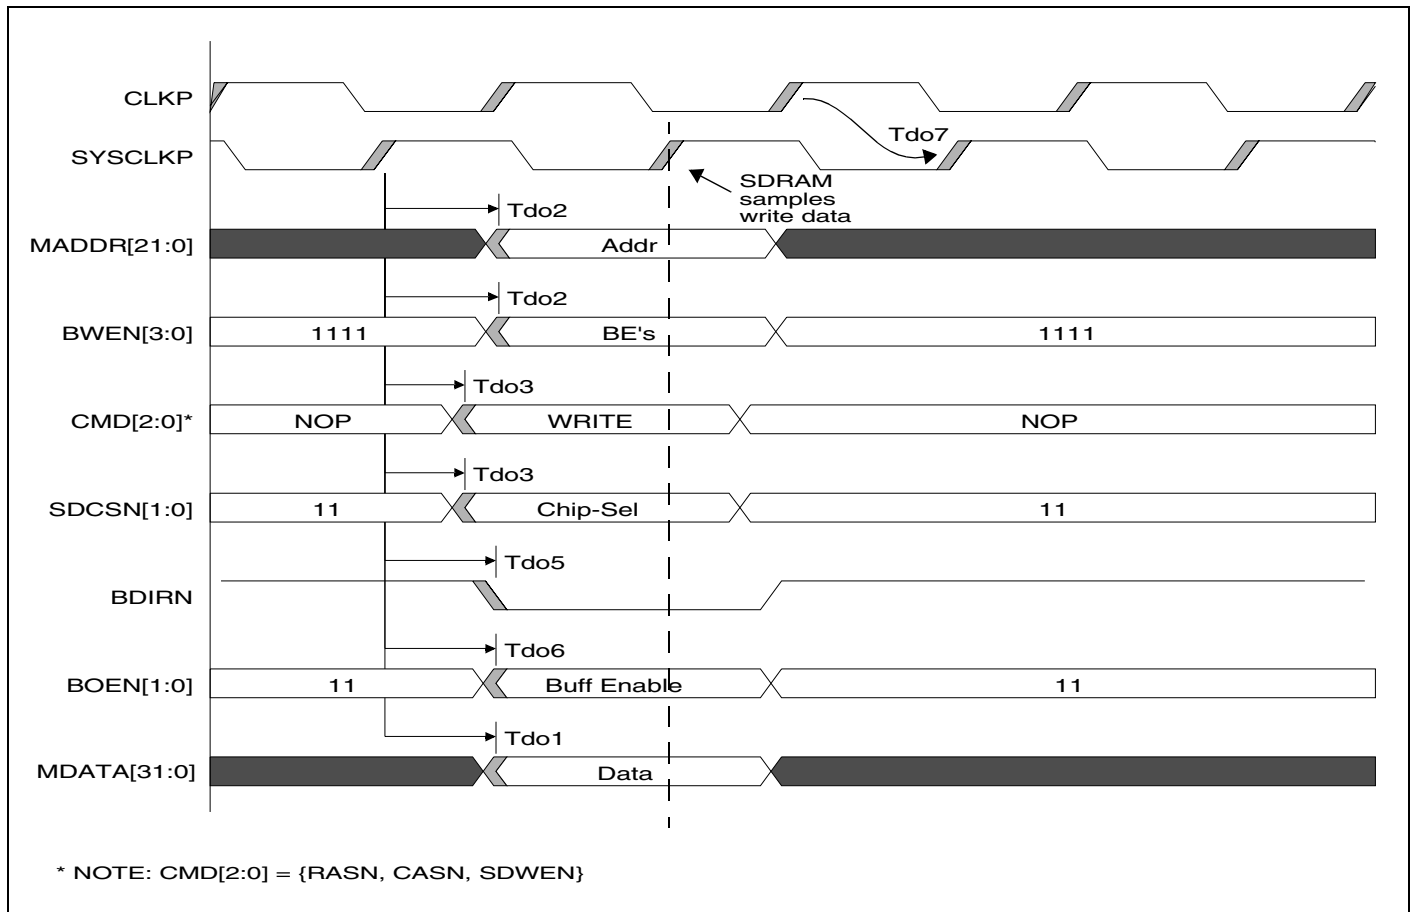 CLKP
Tdo7
SYSCLKP
SDRAM
samples
write data
Tdo2
MADDR[21:0]
Addr
Tdo2
BWEN[3:0]
1111
BE's
1111
Tdo3
CMD[2:0]*
NOP
WRITE
NOP
Tdo3
SDCSN[1:0]
11
Chip-Sel
11
Tdo5
BDIRN
Tdo6
BOEN[1:0]
11
Buff Enable
11
Tdo1
MDATA[31:0]
Data
* NOTE: CMD[2:0] = {RASN, CASN, SDWEN}